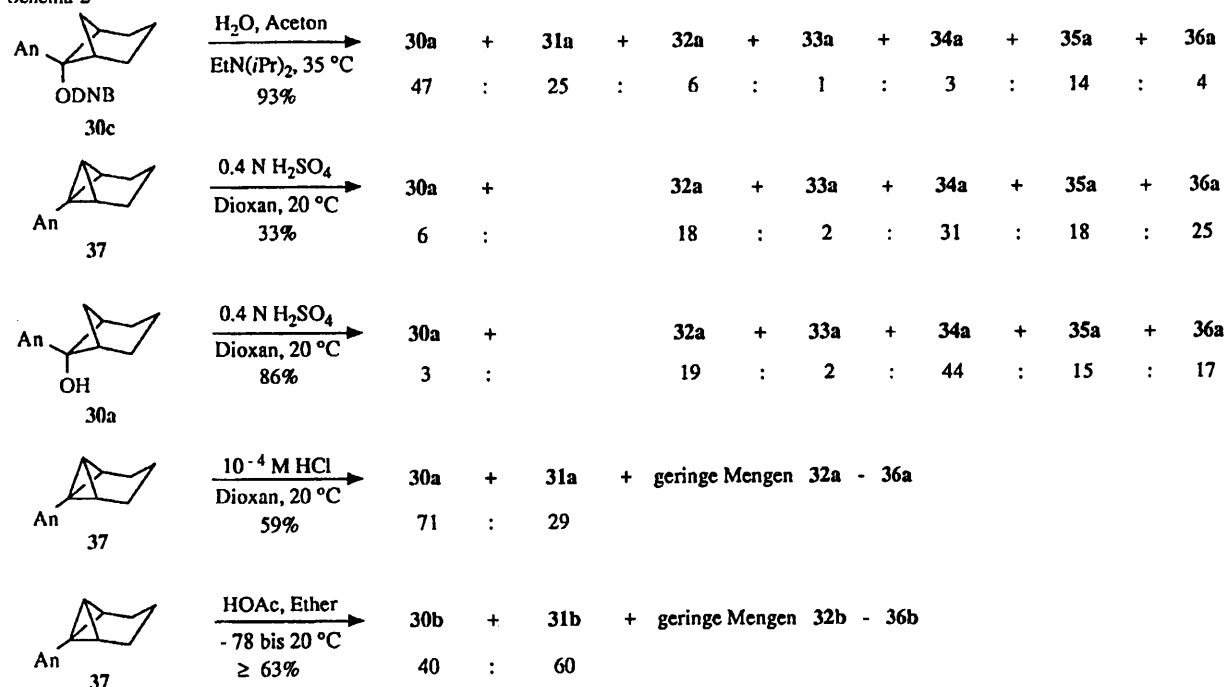 H2O, Aceton
An
30a + 31a + 32a + 33a + 34a + 35a + 36a
EtN(iPr)2, 35 °C
47 : 25 : 6 : 1 : 3 : 14 : 4
ODNB
93%
30c
0.4 N H2SO4
30a + 32a + 33a + 34a + 35a + 36a
Dioxan, 20 °C
An
33%
6 : 18 : 2 : 31 : 18 : 25
37
0.4 N H2SO4
An
30a + 32a + 33a + 34a + 35a + 36a
Dioxan, 20 °C
OH
86%
3 : 19 : 2 : 44 : 15 : 17
30a
10-4 M HCl
30a + 31a + geringe Mengen 32a - 36a
Dioxan, 20 °C
An
59%
71 : 29
37
HOAc, Ether
30b + 31b + geringe Mengen 32b - 36b
- 78 bis 20 °C
An
≥ 63%
40 : 60
37